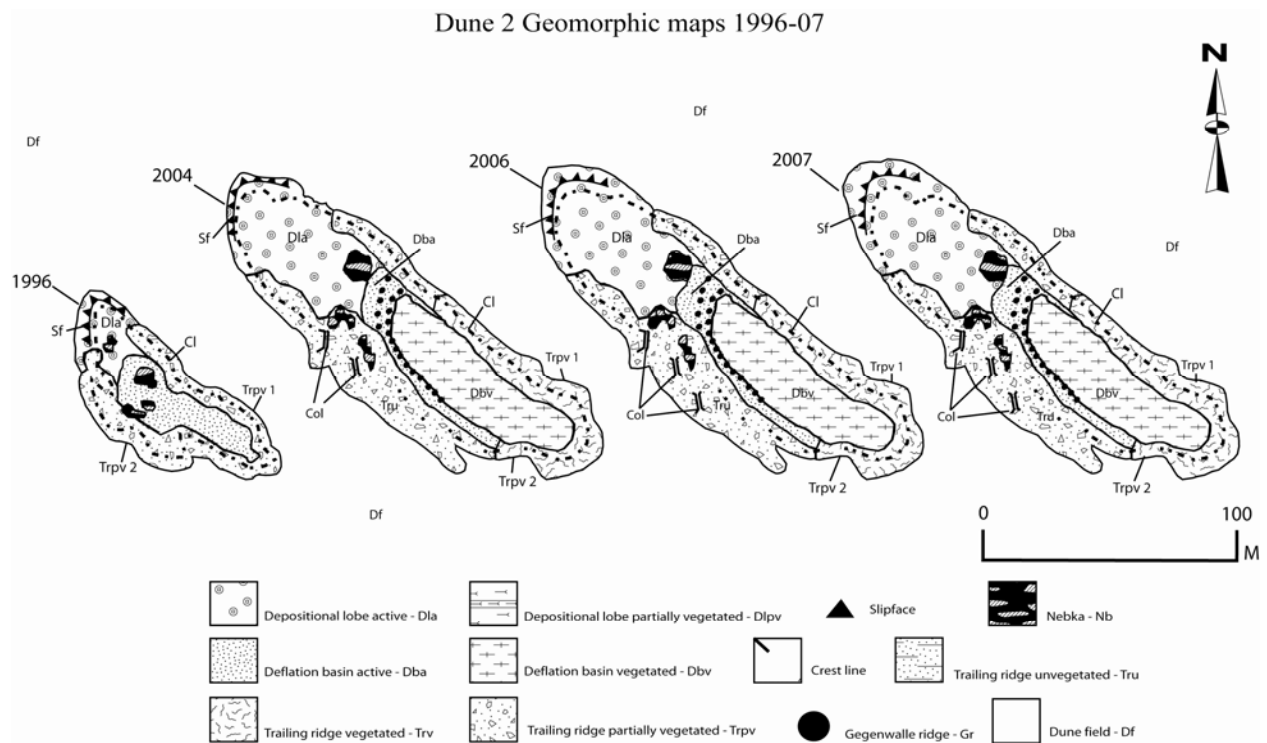 Dune 2 Geomorphic maps 1996-07
N
Df
Df
Df
Df
1996
Sf
Dla
Cl
Trpv 1
Trpv 2
2004
Sf
Dla
Dba
Cl
Trpv 1
Dbv
Col
Tru
Trpv 2
2006
Sf
Dla
Dba
Cl
Trpv 1
Dbv
Col
Tru
Trpv 2
2007
Sf
Dla
Dba
Cl
Trpv 1
Dbv
Col
Tru
Trpv 2
0 100
M
Depositional lobe active - Dla
Depositional lobe partially vegetated - Dlpv
Slipface
Nebka - Nb
Deflation basin active - Dba
Deflation basin vegetated - Dbv
Crest line
Trailing ridge unvegetated - Tru
Trailing ridge vegetated - Trv
Trailing ridge partially vegetated - Trpv
Gegenwalle ridge - Gr
Dune field - Df